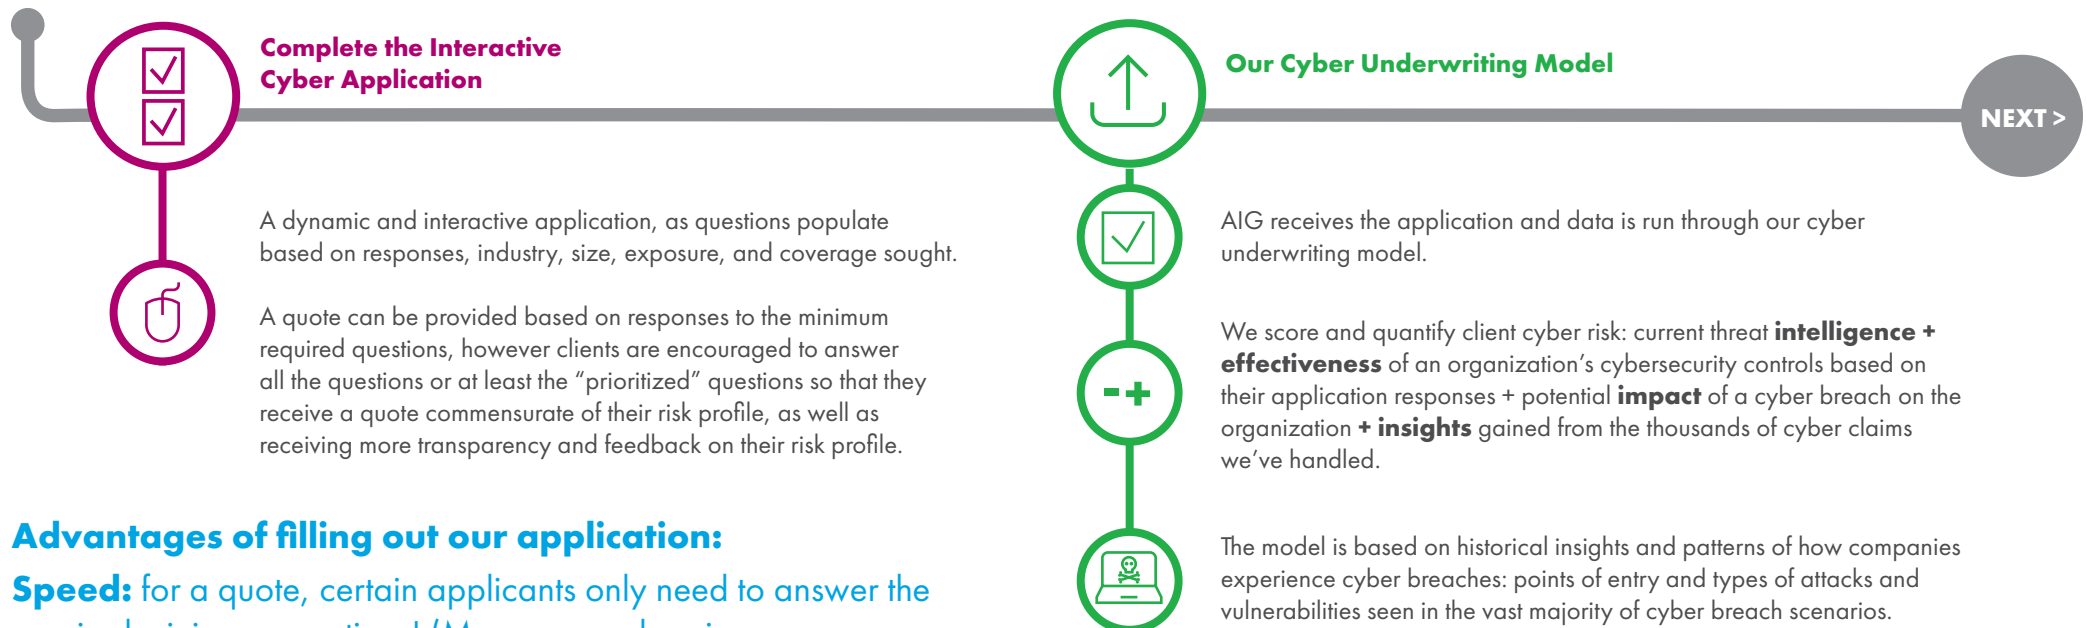 Complete the Interactive
Cyber Application
A dynamic and interactive application, as questions populate
based on responses, industry, size, exposure, and coverage sought.
A quote can be provided based on responses to the minimum
required questions, however clients are encouraged to answer
all the questions or at least the “prioritized” questions so that they
receive a quote commensurate of their risk profile, as well as
receiving more transparency and feedback on their risk profile.
Advantages of filling out our application:
Speed: for a quote, certain applicants only need to answer the
Our Cyber Underwriting Model
AIG receives the application and data is run through our cyber
underwriting model.
We score and quantify client cyber risk: current threat intelligence +
effectiveness of an organization’s cybersecurity controls based on
their application responses + potential impact of a cyber breach on the
organization + insights gained from the thousands of cyber claims
we’ve handled.
The model is based on historical insights and patterns of how companies
experience cyber breaches: points of entry and types of attacks and
vulnerabilities seen in the vast majority of cyber breach scenarios.
NEXT >